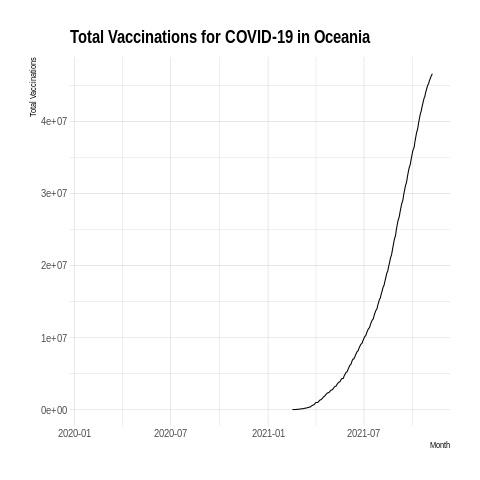 Total Vaccinations for COVID-19 in Oceania
Total Vaccinations
4e+07
3e+07
2e+07
1e+07
0e+00
2020-01 2020-07 2021-01 2021-07
Month